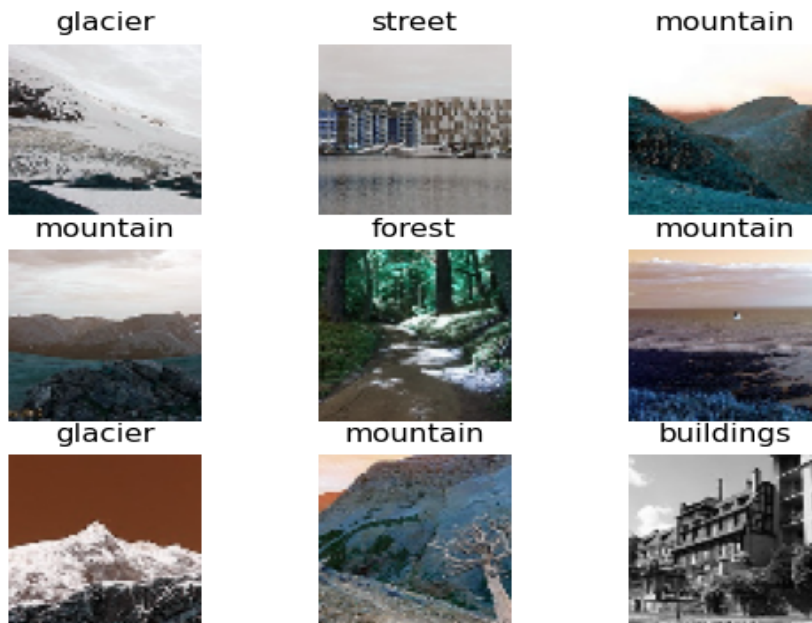 glacier
street
mountain
mountain
forest
mountain
glacier
mountain
buildings